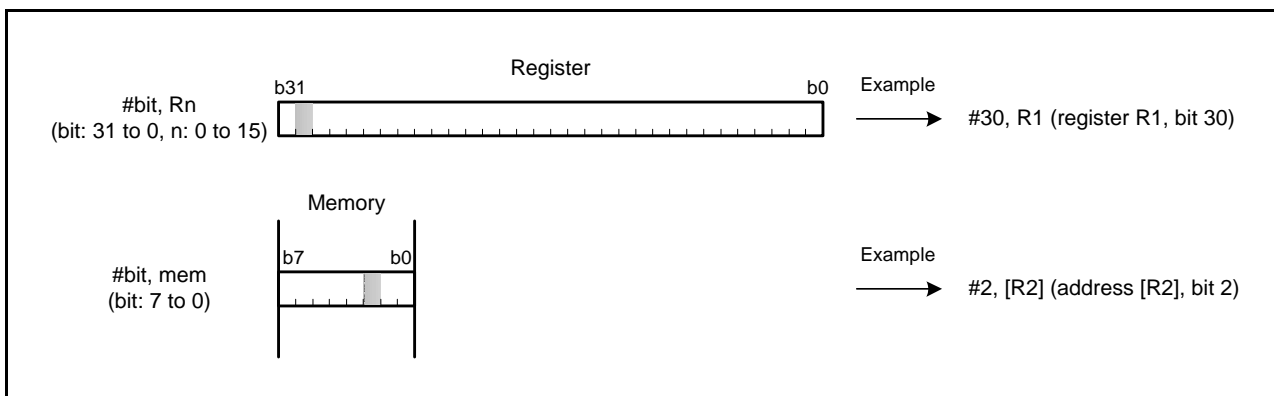 Register
b31 b0
#bit, Rn
(bit: 31 to 0, n: 0 to 15)
Example
#30, R1 (register R1, bit 30)
Memory
b7 b0
#bit, mem
(bit: 7 to 0)
Example
#2, [R2] (address [R2], bit 2)